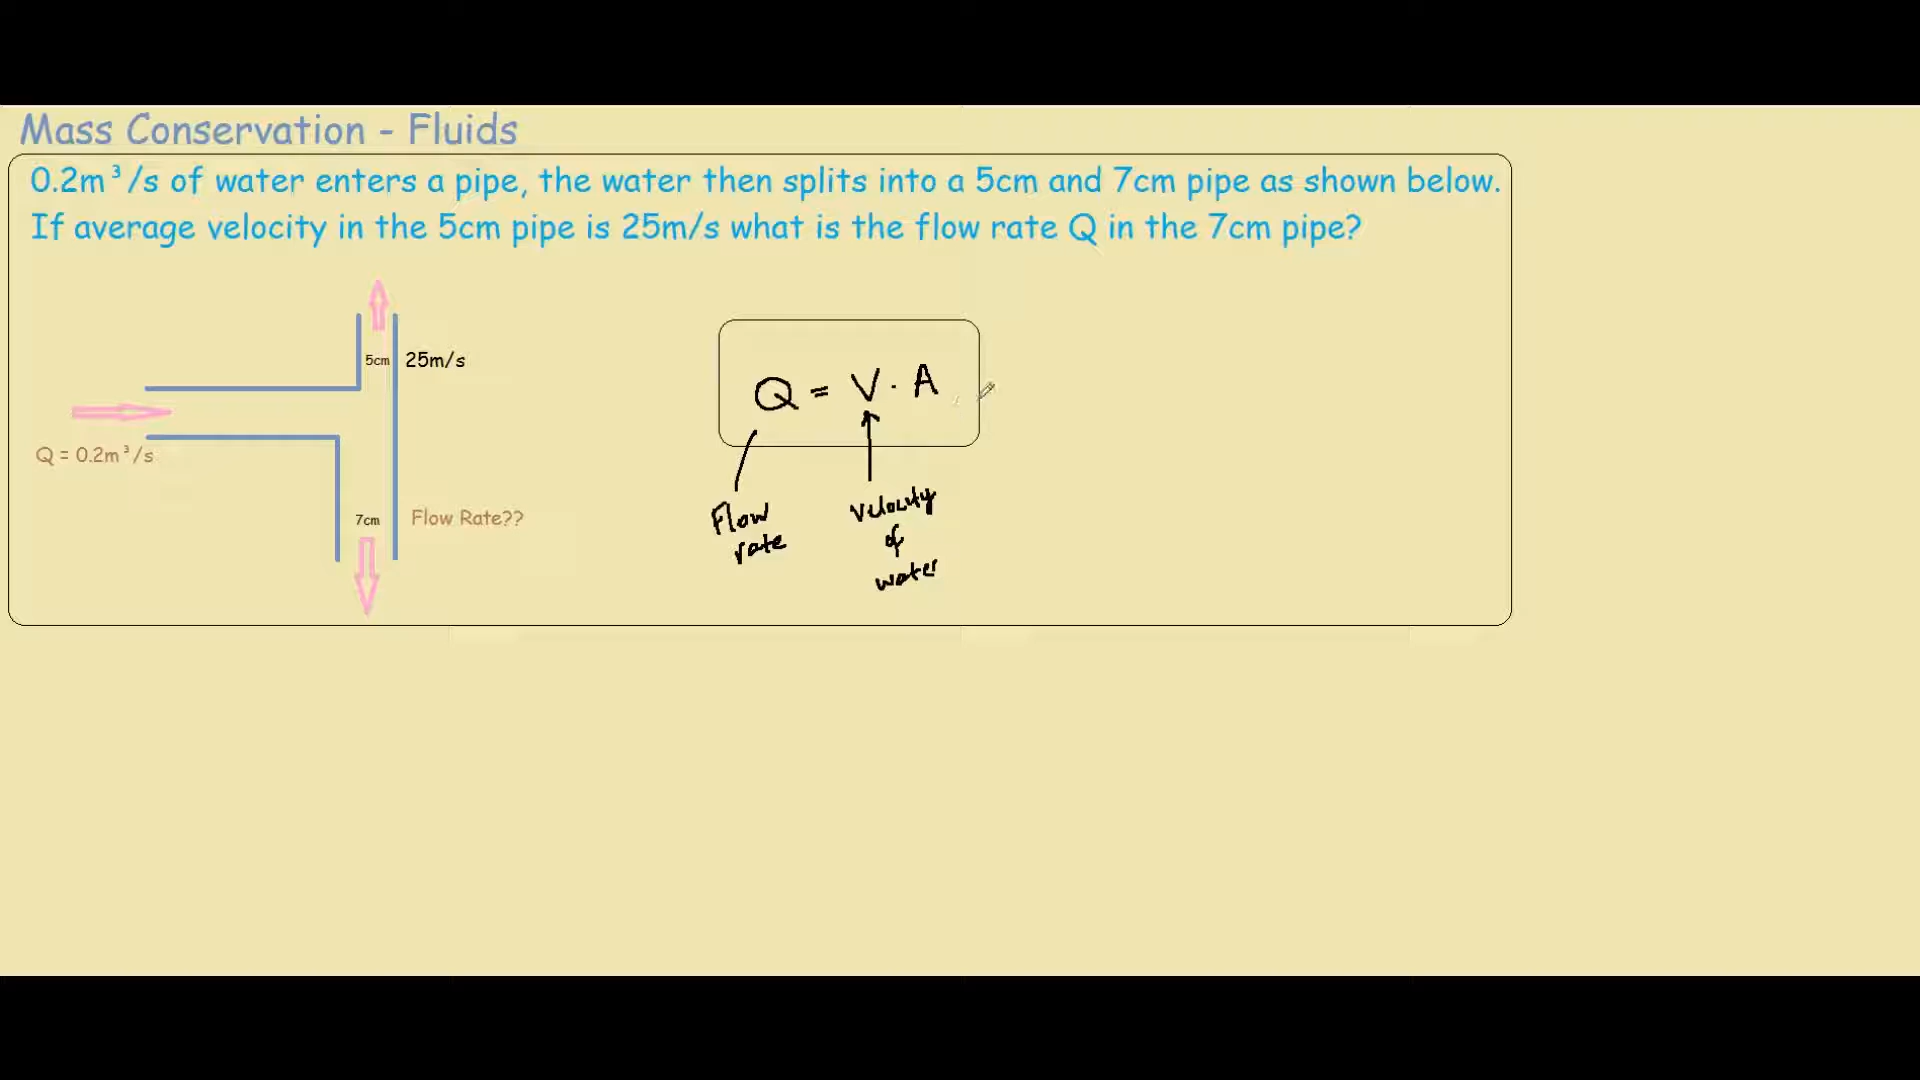 Mass Conservation - Fluids
0.2m³/s of water enters a pipe, the water then splits into a 5cm and 7cm pipe as shown below.
If average velocity in the 5cm pipe is 25m/s what is the flow rate Q in the 7cm pipe?
5cm
25m/s
Q = 0.2m³/s
7cm
Flow Rate??
Q = V · A
Flow
rate
velocity
of
water